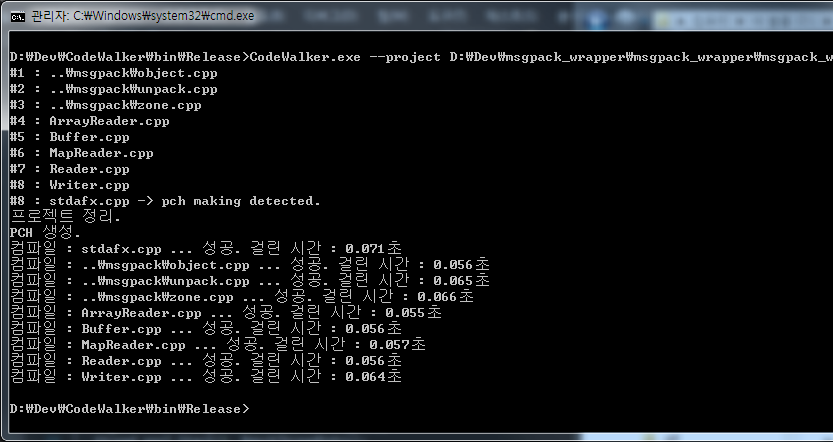 관리자: C:₩Windows₩system32₩cmd.exe
D:₩Dev₩CodeWalker₩bin₩Release>CodeWalker.exe --project D:₩Dev₩msgpack_wrapper₩msgpack_wrapper₩msgpack_w
#1 : ..₩msgpack₩object.cpp
#2 : ..₩msgpack₩unpack.cpp
#3 : ..₩msgpack₩zone.cpp
#4 : ArrayReader.cpp
#5 : Buffer.cpp
#6 : MapReader.cpp
#7 : Reader.cpp
#8 : Writer.cpp
#8 : stdafx.cpp -> pch making detected.
프로젝트 정리.
PCH 생성.
컴파일 : stdafx.cpp ... 성공. 걸린 시간 : 0.071초
컴파일 : ..₩msgpack₩object.cpp ... 성공. 걸린 시간 : 0.056초
컴파일 : ..₩msgpack₩unpack.cpp ... 성공. 걸린 시간 : 0.065초
컴파일 : ..₩msgpack₩zone.cpp ... 성공. 걸린 시간 : 0.066초
컴파일 : ArrayReader.cpp ... 성공. 걸린 시간 : 0.055초
컴파일 : Buffer.cpp ... 성공. 걸린 시간 : 0.056초
컴파일 : MapReader.cpp ... 성공. 걸린 시간 : 0.057초
컴파일 : Reader.cpp ... 성공. 걸린 시간 : 0.056초
컴파일 : Writer.cpp ... 성공. 걸린 시간 : 0.064초
D:₩Dev₩CodeWalker₩bin₩Release>